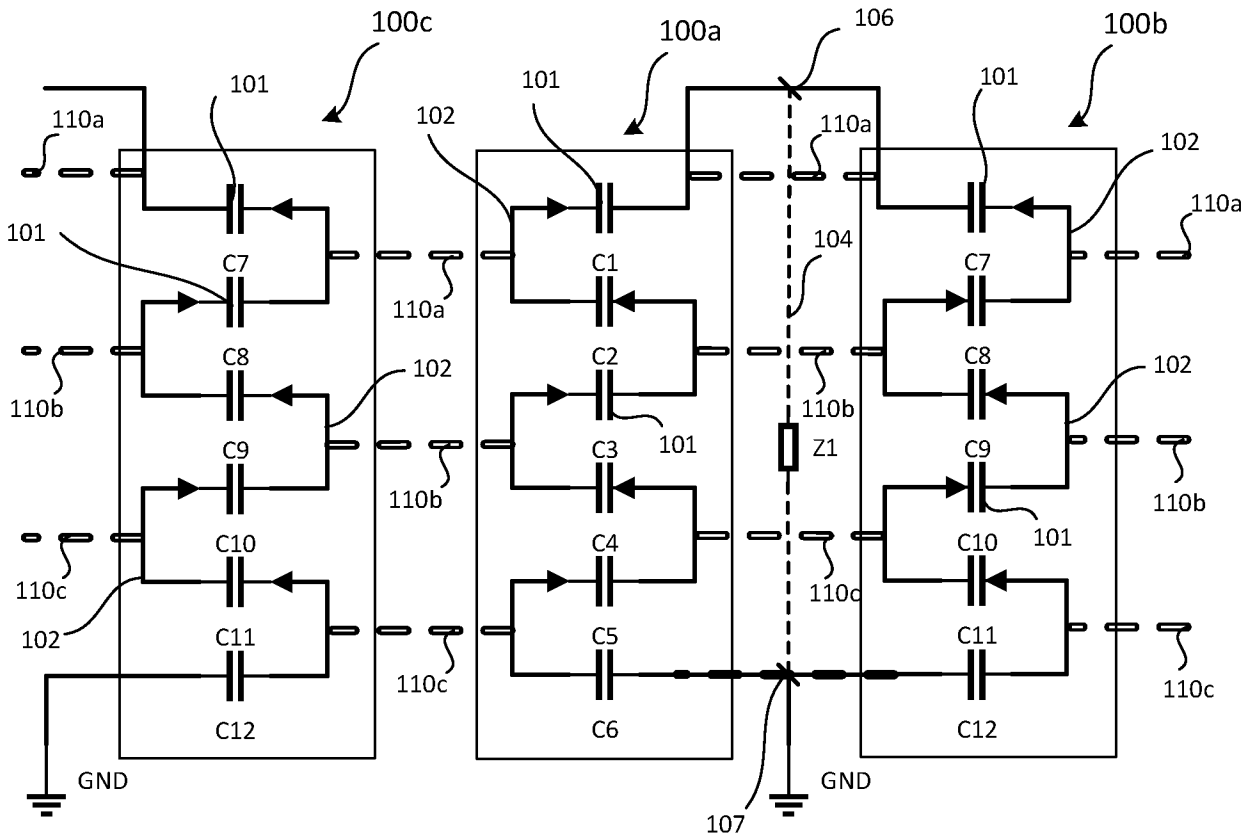 100c 100a 106 100b
101 101 101
110a 102 110a 102
110a
101 104
C7 C1 C7
110a
C8 C2 C8
110b 102 110b 102
101 Z1
C9 C3 C9
110b 110b
101
C10 C4 C10
110c 110c
102
C11 C5 C11
110c 110c
C12 C6 C12
GND GND
107